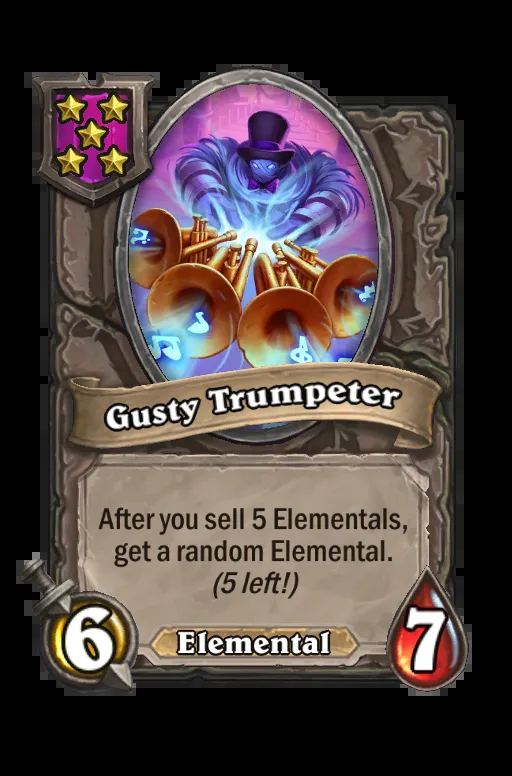 Gusty Trumpeter
After you sell 5 Elementals,
get a random Elemental.
(5 left!)
6
Elemental
7